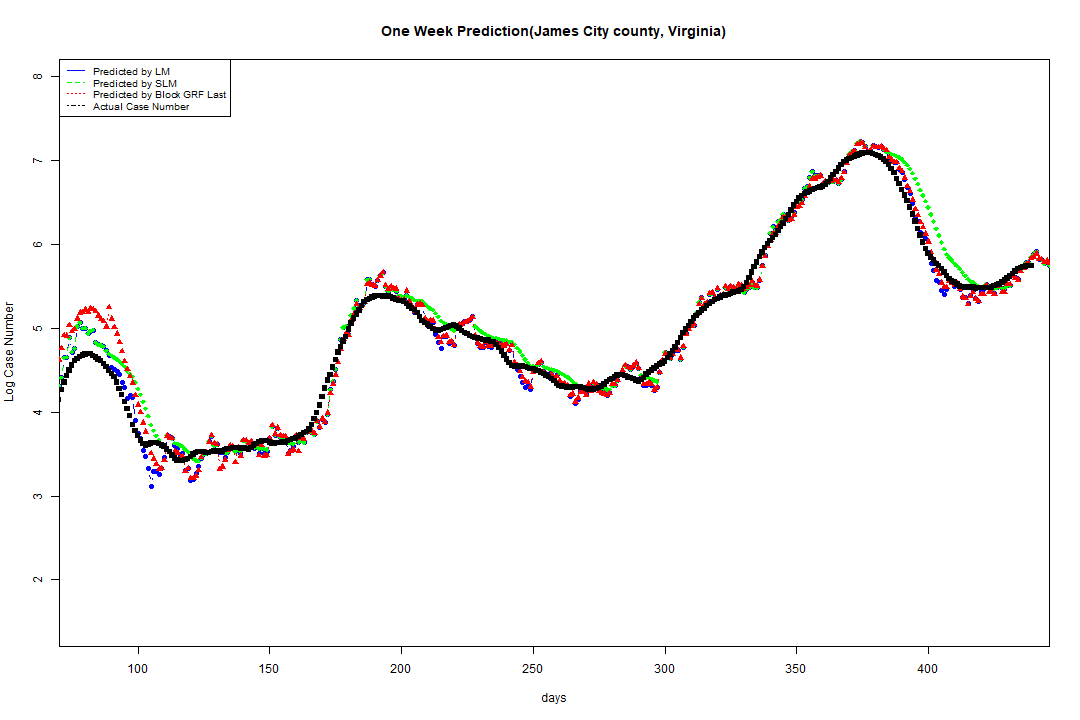 One Week Prediction(James City county, Virginia)
Predicted by LM
Predicted by SLM
Predicted by Block GRF Last
Actual Case Number
8
7
6
5
4
3
2
Log Case Number
100 150 200 250 300 350 400
days